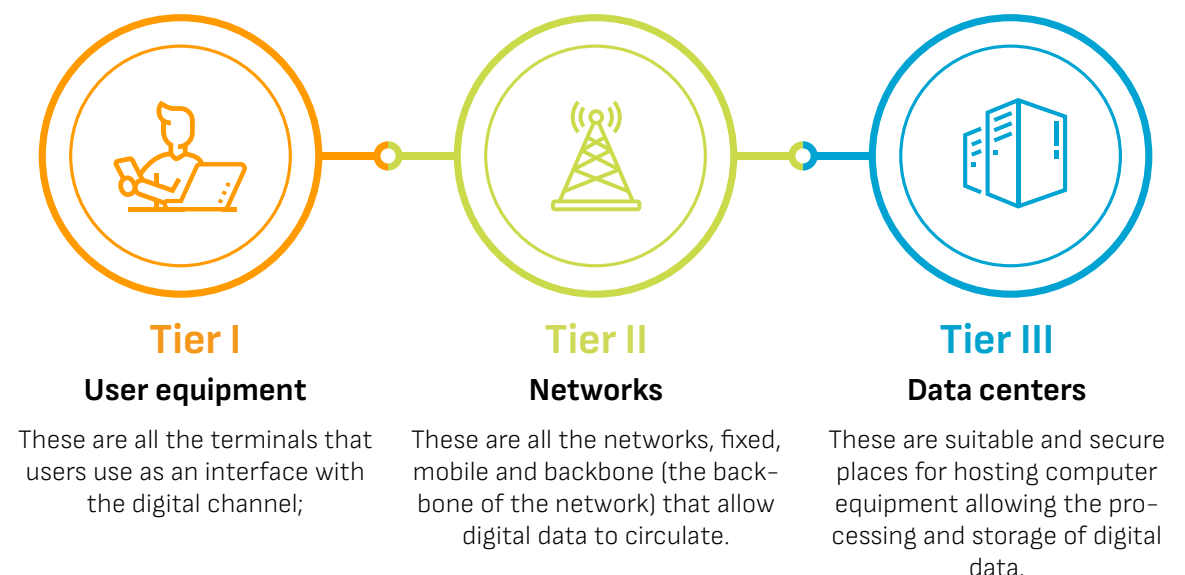 Tier I
User equipment
These are all the terminals that
users use as an interface with
the digital channel;
Tier II
Networks
These are all the networks, fixed,
mobile and backbone (the back-
bone of the network) that allow
digital data to circulate.
Tier III
Data centers
These are suitable and secure
places for hosting computer
equipment allowing the pro-
cessing and storage of digital
data.